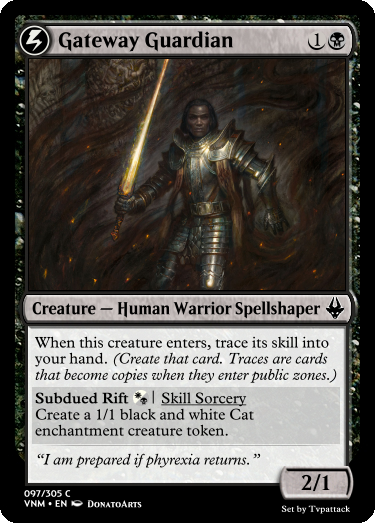 Gateway Guardian 1
Creature — Human Warrior Spellshaper
When this creature enters, trace its skill into
your hand. (Create that card. Traces are cards
that become copies when they enter public zones.)
Subdued Rift | Skill Sorcery
Create a 1/1 black and white Cat
enchantment creature token.
"I am prepared if phyrexia returns."
2/1
097/305 C
VNM • EN DonatoArts
Set by Tvpattack